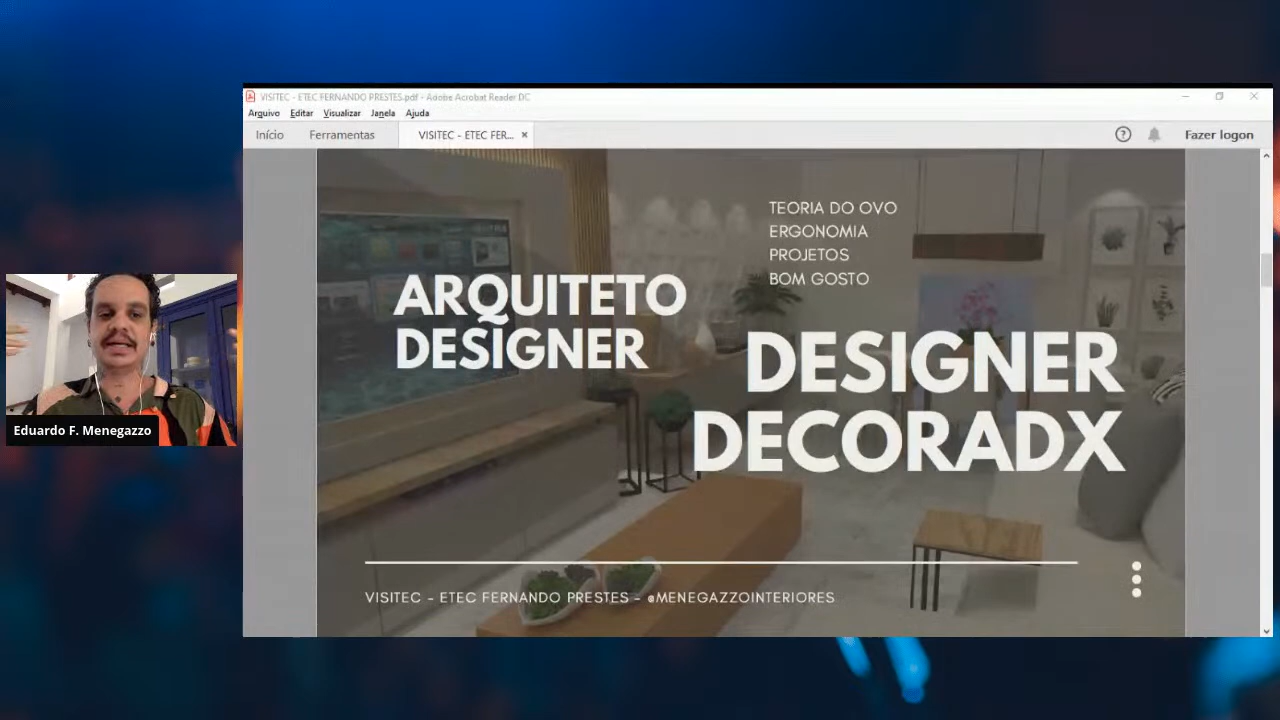 VISITEC - ETEC FERNANDO PRESTES.pdf - Adobe Acrobat Reader DC
Arquivo Editar Visualizar Janela Ajuda
Início Ferramentas VISITEC - ETEC FER... × Fazer logon
TEORIA DO OVO
ERGONOMIA
PROJETOS
BOM GOSTO
ARQUITETO
DESIGNER
DESIGNER
DECORADX
Eduardo F. Menegazzo
VISITEC - ETEC FERNANDO PRESTES - @MENEGAZZOINTERIORES